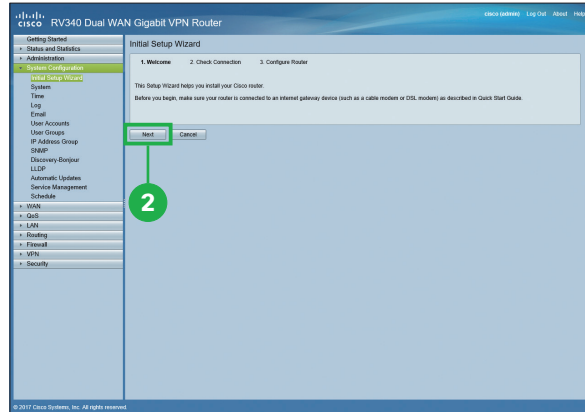 CISCO RV340 Dual WAN Gigabit VPN Router
cisco (admin) Log Out About Help
Getting Started
Status and Statistics
Administration
System Configuration
Initial Setup Wizard
System
Time
Log
Email
User Accounts
User Groups
IP Address Group
SNMP
Discovery-Bonjour
LLDP
Automatic Updates
Service Management
Schedule
WAN
QoS
LAN
Routing
Firewall
VPN
Security
Initial Setup Wizard
1. Welcome 2. Check Connection 3. Configure Router
This Setup Wizard helps you install your Cisco router.
Before you begin, make sure your router is connected to an internet gateway device (such as a cable modem or DSL modem) as described in Quick Start Guide.
Next Cancel
2
© 2017 Cisco Systems, Inc. All rights reserved.